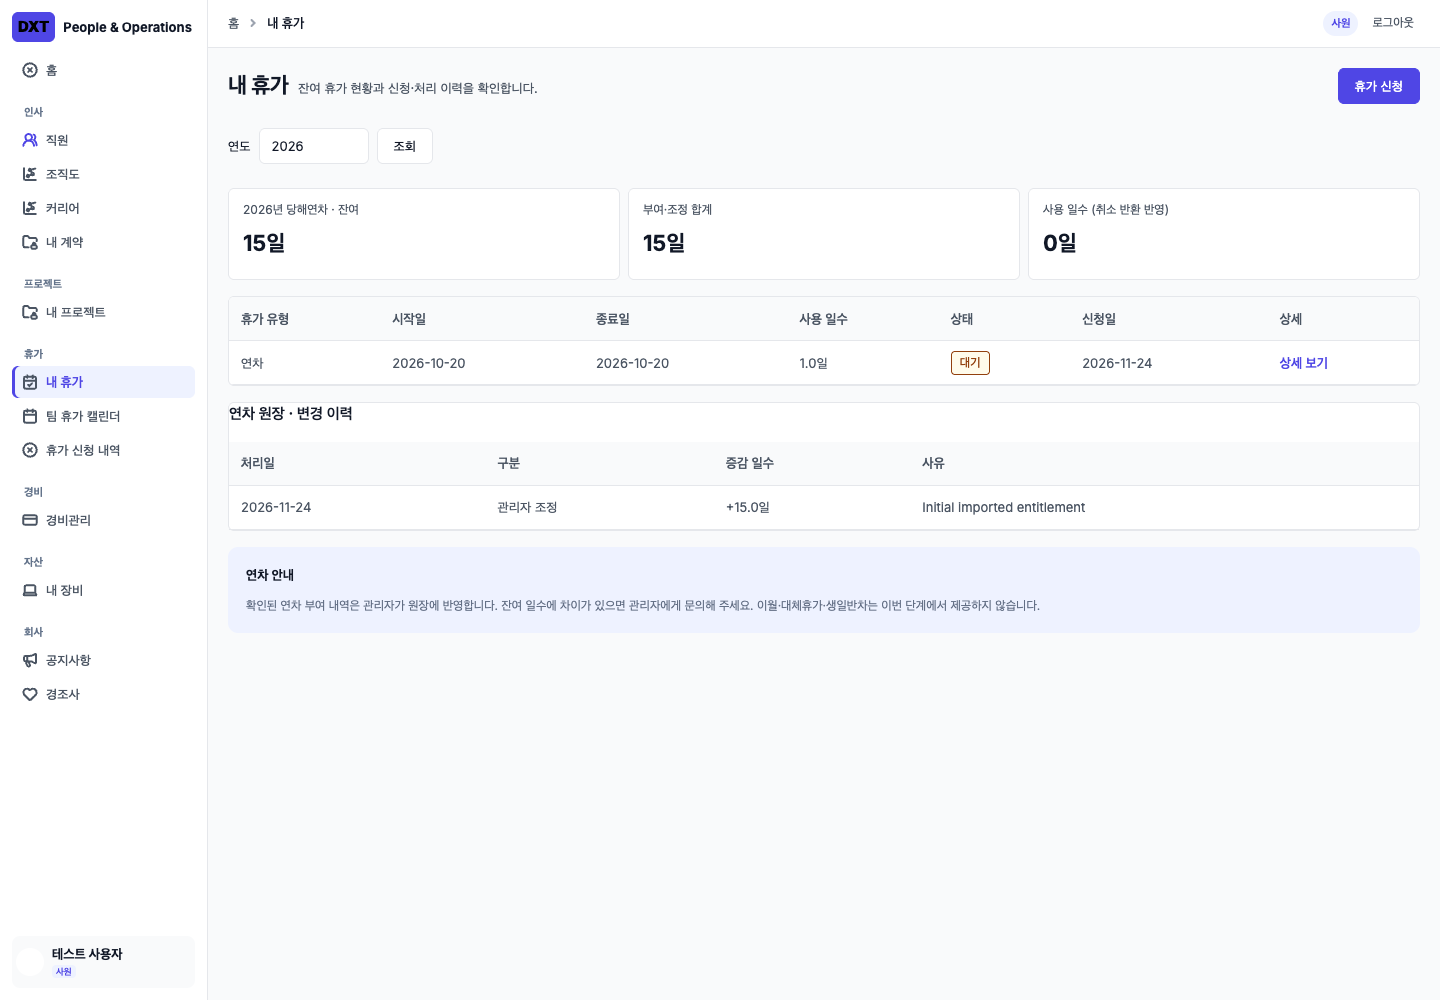 DXT People & Operations
홈
인사
직원
조직도
커리어
내 계약
프로젝트
내 프로젝트
휴가
내 휴가
팀 휴가 캘린더
휴가 신청 내역
경비
경비관리
자산
내 장비
회사
공지사항
경조사
테스트 사용자
사원
홈 > 내 휴가
사원 로그아웃
내 휴가 잔여 휴가 현황과 신청·처리 이력을 확인합니다.
휴가 신청
연도 2026 조회
2026년 당해연차 · 잔여
15일
부여·조정 합계
15일
사용 일수 (취소 반환 반영)
0일
휴가 유형 시작일 종료일 사용 일수 상태 신청일 상세
연차 2026-10-20 2026-10-20 1.0일 대기 2026-11-24 상세 보기
연차 원장 · 변경 이력
처리일 구분 증감 일수 사유
2026-11-24 관리자 조정 +15.0일 Initial imported entitlement
연차 안내
확인된 연차 부여 내역은 관리자가 원장에 반영합니다. 잔여 일수에 차이가 있으면 관리자에게 문의해 주세요. 이월·대체휴가·생일반차는 이번 단계에서 제공하지 않습니다.